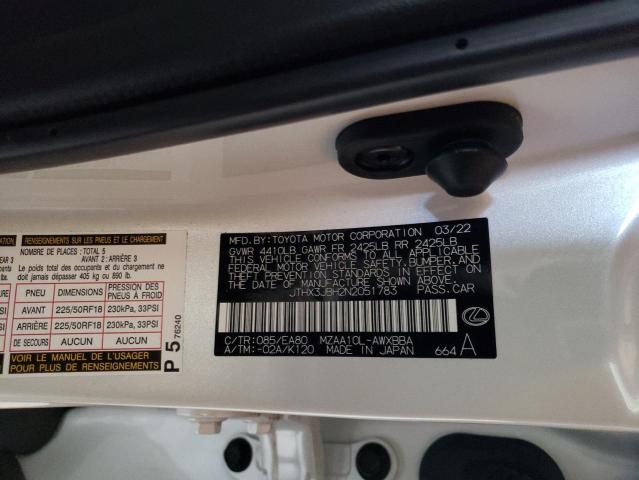 RENSEIGNEMENTS SUR LES PNEUS ET LE CHARGEMENT
NOMBRE DE PLACES: TOTAL 5
AVANT 2: ARRIÈRE 3
Le poids total des occupants et du chargement ne
doit jamais dépasser 405 kg ou 890 lb.
PNEU DIMENSIONS PRESSION DES PNEUS À FROID
AVANT 225/50RF18 230kPa, 33PSI
ARRIÈRE 225/50RF18 230kPa, 33PSI
DE SECOURS AUCUN AUCUN
VOIR LE MANUEL DE L'USAGER
POUR PLUS DE RENSEIGNEMENTS
P 5 76240
MFD.BY:TOYOTA MOTOR CORPORATION 03/22
GVWR 4410LB GAWR FR 2425LB RR 2425LB
THIS VEHICLE CONFORMS TO ALL APPLICABLE
FEDERAL MOTOR VEHICLE SAFETY, BUMPER, AND
THEFT PREVENTION STANDARDS IN EFFECT ON
THE DATE OF MANUFACTURE SHOWN ABOVE.
JTHX3JBH2N2051783 PASS.CAR
C/TR:085/EA80 MZAA10L-AWXBBA
A/TM:-02A/K120 MADE IN JAPAN 664 A